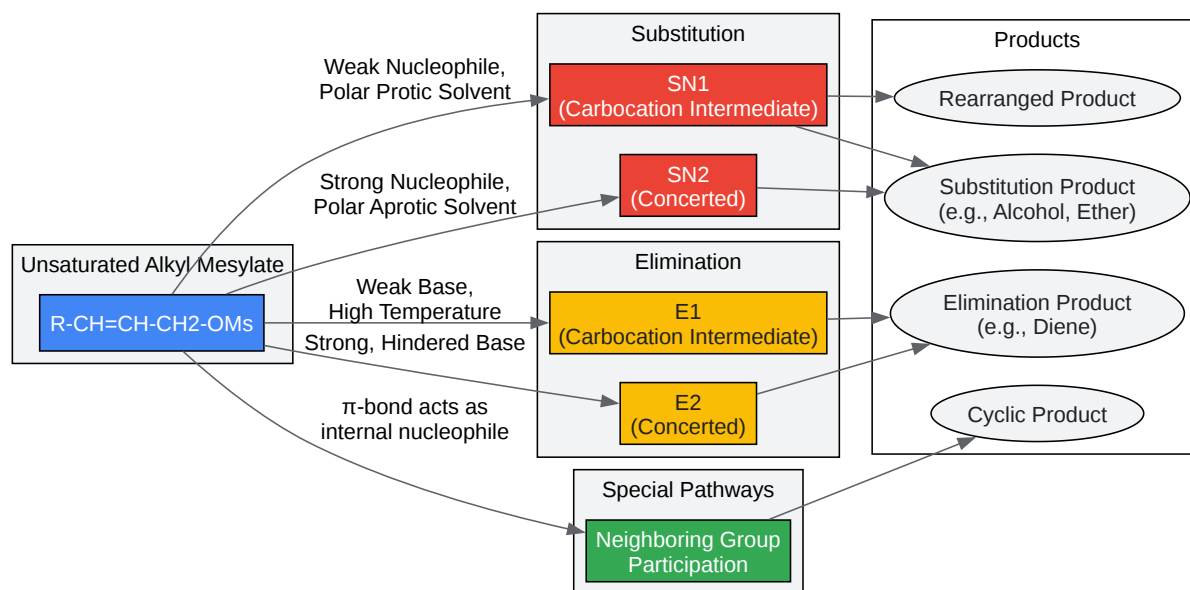 Substitution
Products
Weak Nucleophile,
Polar Protic Solvent
SN1
(Carbocation Intermediate)
Rearranged Product
Strong Nucleophile,
Polar Aprotic Solvent
SN2
(Concerted)
Substitution Product
(e.g., Alcohol, Ether)
Unsaturated Alkyl Mesylate
R-CH=CH-CH2-OMs
Elimination
Weak Base,
High Temperature
E1
(Carbocation Intermediate)
Elimination Product
(e.g., Diene)
Strong, Hindered Base
E2
(Concerted)
Cyclic Product
π-bond acts as
internal nucleophile
Special Pathways
Neighboring Group
Participation